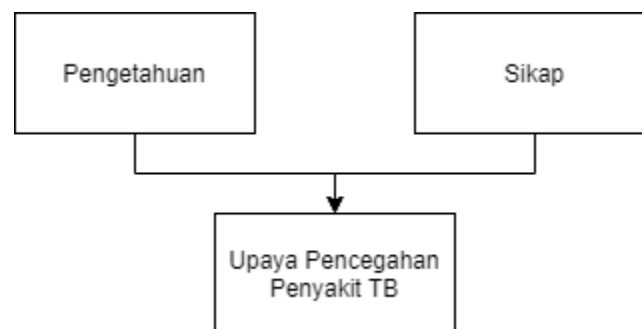 Pengetahuan
Sikap
Upaya Pencegahan
Penyakit TB